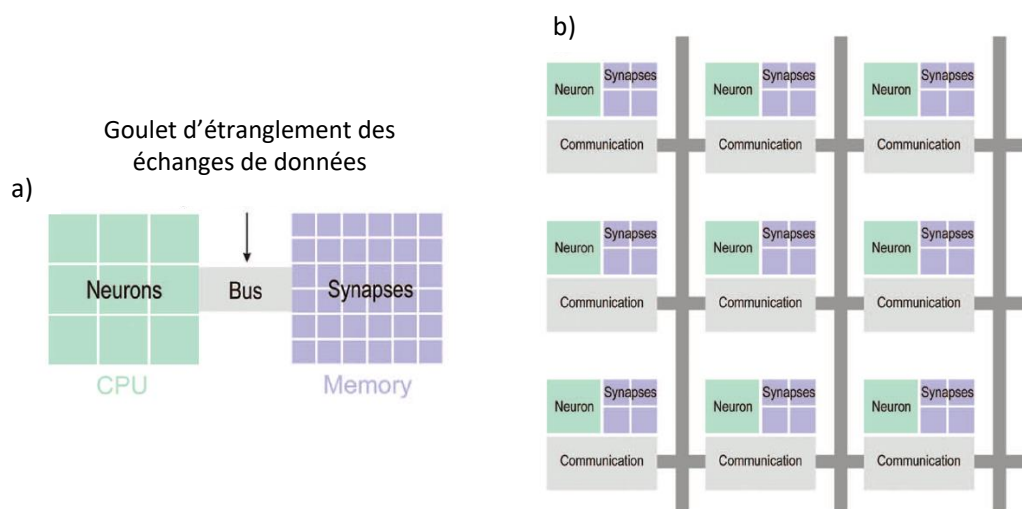 Goulet d’étranglement des
échanges de données
a)
Neurons
Bus
Synapses
CPU
Memory
b)
Neuron
Synapses
Communication
Neuron
Synapses
Communication
Neuron
Synapses
Communication
Neuron
Synapses
Communication
Neuron
Synapses
Communication
Neuron
Synapses
Communication
Neuron
Synapses
Communication
Neuron
Synapses
Communication
Neuron
Synapses
Communication